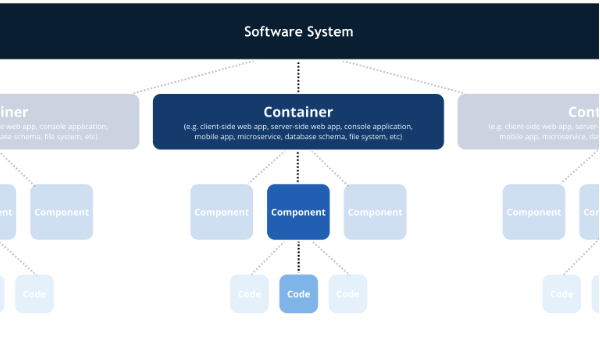 Software System
iner
Container
Cont
e web app, console application,
(e.g. client-side web app, server-side web app, console application,
(e.g. client-side web app, server-
ase schema, file system, etc)
mobile app, microservice, database schema, file system, etc)
mobile app, microservice, da
ent
Component
Component
Component
Component
Component
Co
Code
Code
Code
Code
Code